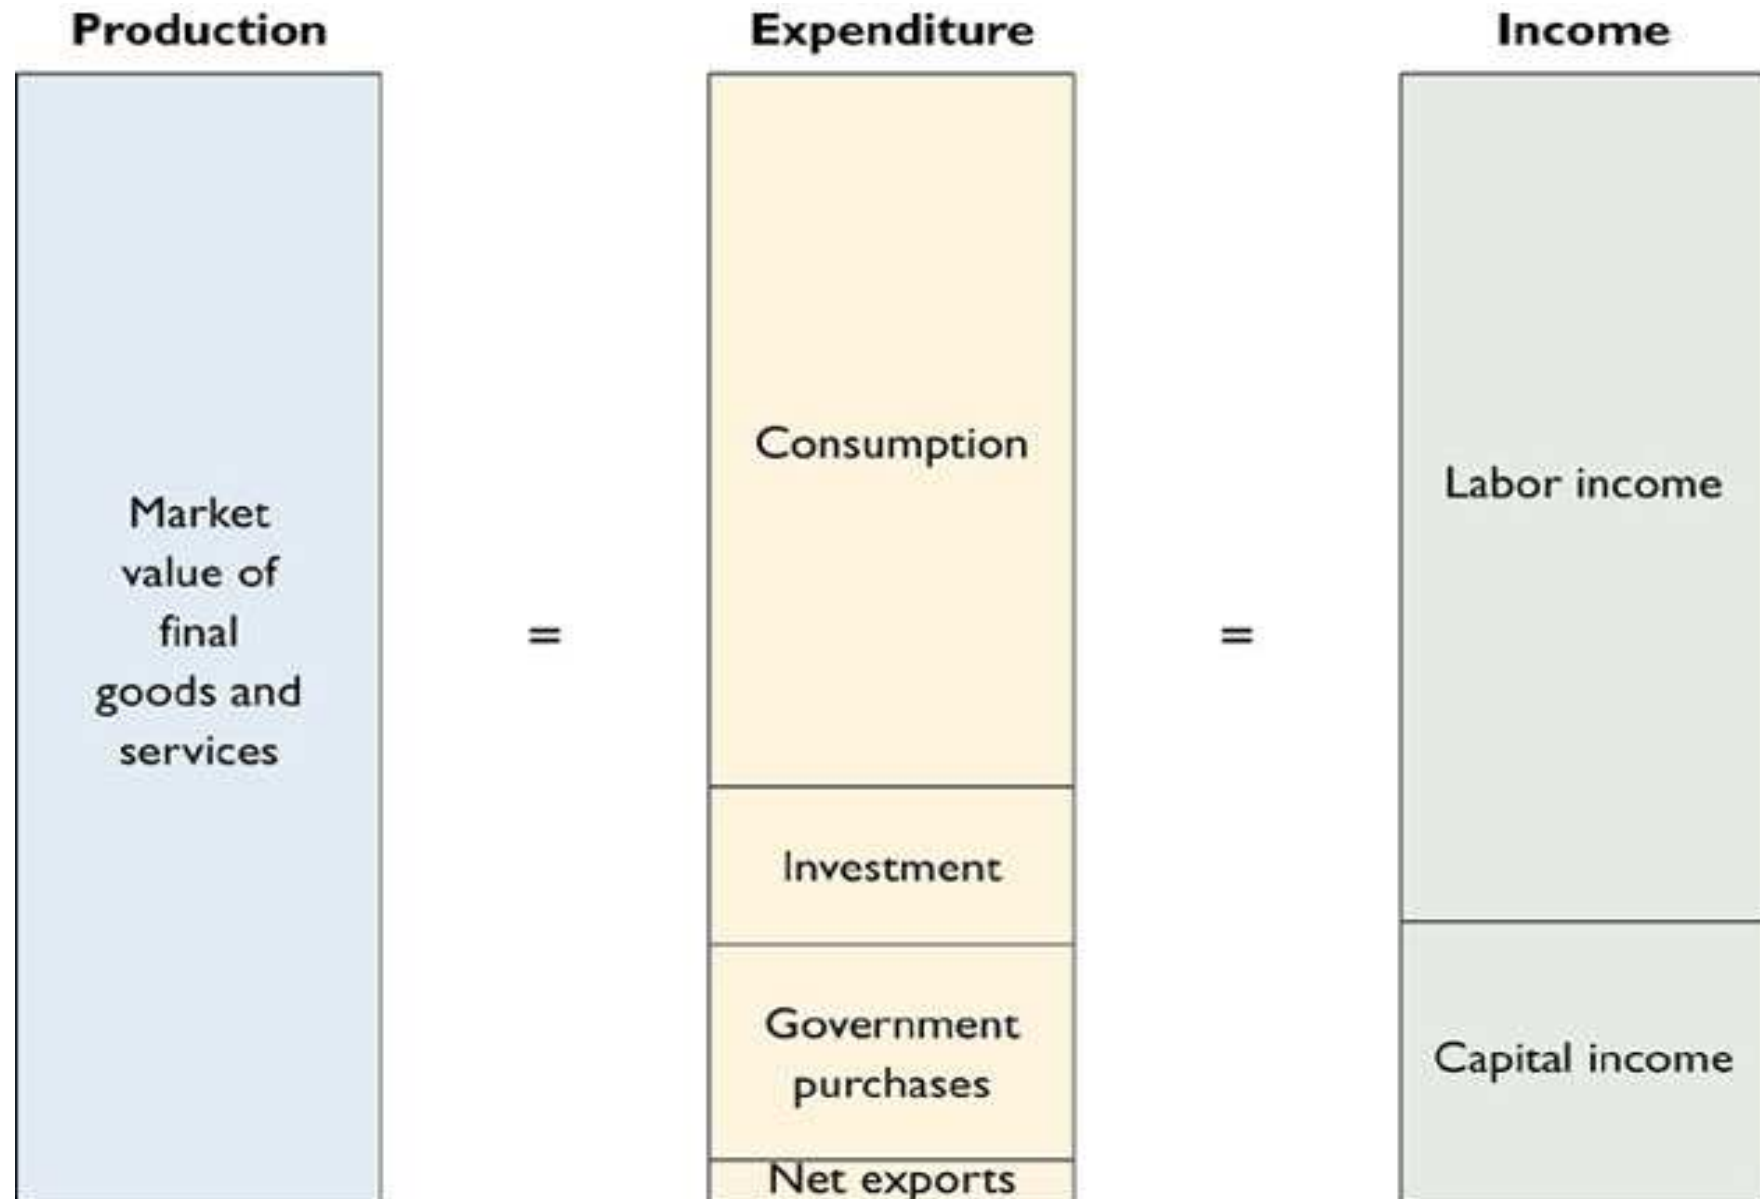 Production
Expenditure
Income
Market
value of
final
goods and
services
=
Consumption
Investment
Government
purchases
Net exports
=
Labor income
Capital income